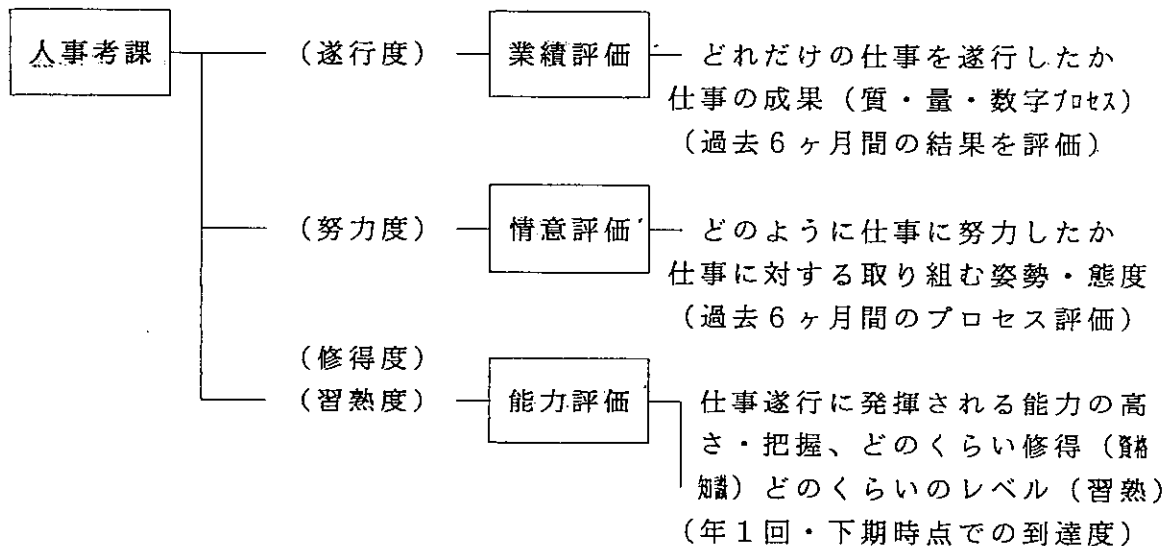 人事考課
（遂行度）
業績評価
どれだけの仕事を遂行したか
仕事の成果（質・量・数字プロセス）
（過去６ヶ月間の結果を評価）
（努力度）
情意評価
どのように仕事に努力したか
仕事に対する取り組む姿勢・態度
（過去６ヶ月間のプロセス評価）
（修得度）
（習熟度）
能力評価
仕事遂行に発揮される能力の高
さ・把握、どのくらい修得（資格
知識）どのくらいのレベル（習熟）
（年１回・下期時点での到達度）